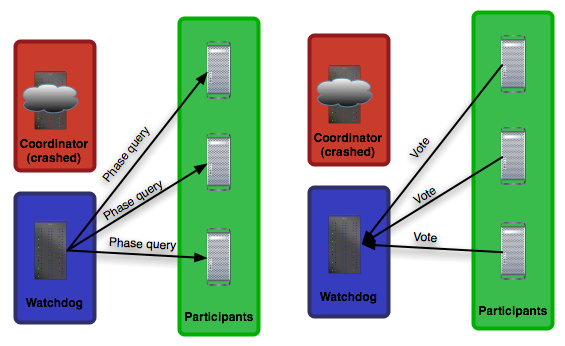 Coordinator
(crashed)
Phase query
Phase query
Phase query
Watchdog
Participants
Coordinator
(crashed)
Vote
Vote
Vote
Watchdog
Participants